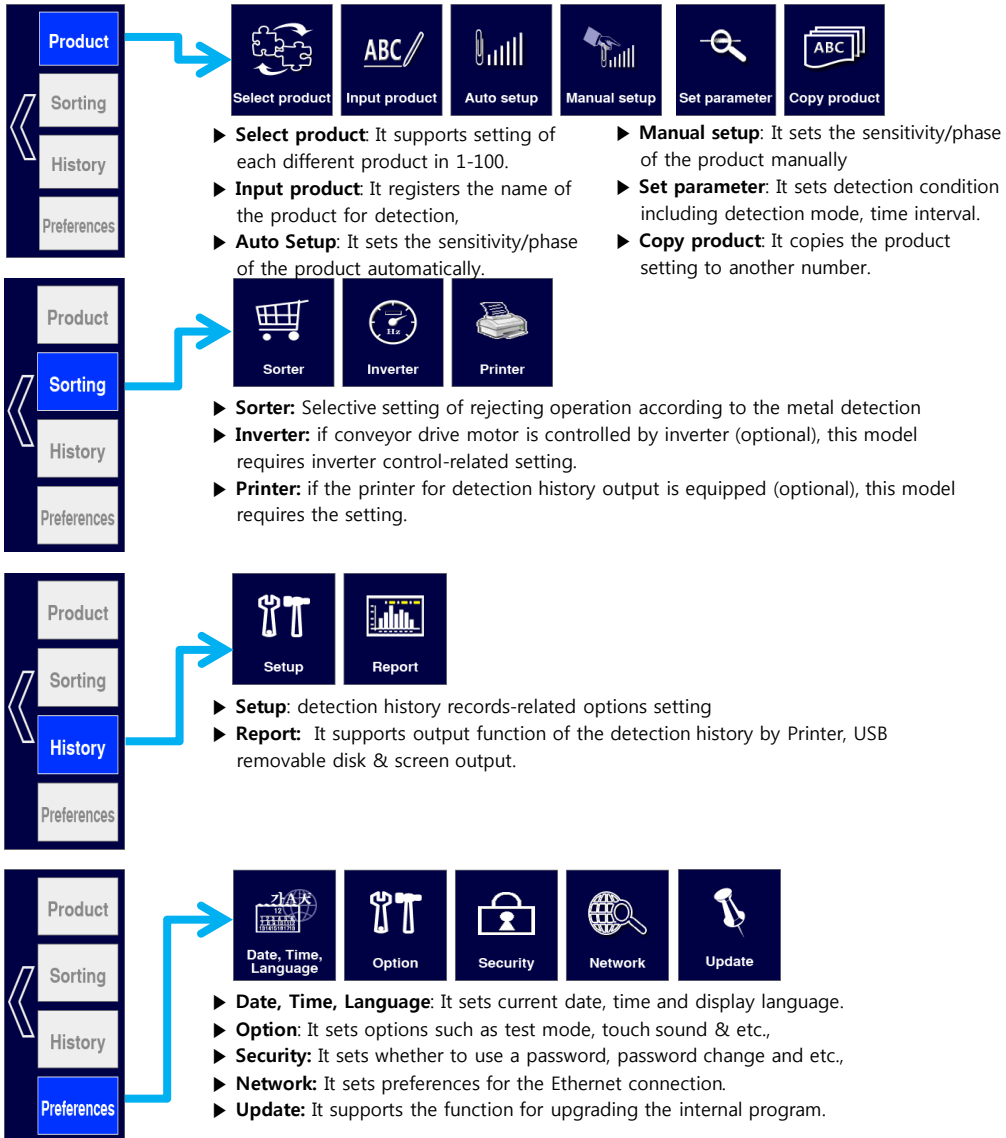 Product
Sorting
History
Preferences
ABC
ABC
Select product
Input product
Auto setup
Manual setup
Set parameter
Copy product
▶ Select product: It supports setting of
each different product in 1-100.
▶ Input product: It registers the name of
the product for detection,
▶ Auto Setup: It sets the sensitivity/phase
of the product automatically.
▶ Manual setup: It sets the sensitivity/phase
of the product manually
▶ Set parameter: It sets detection condition
including detection mode, time interval.
▶ Copy product: It copies the product
setting to another number.
Product
Sorting
History
Preferences
Hz
Sorter
Inverter
Printer
▶ Sorter: Selective setting of rejecting operation according to the metal detection
▶ Inverter: if conveyor drive motor is controlled by inverter (optional), this model
requires inverter control-related setting.
▶ Printer: if the printer for detection history output is equipped (optional), this model
requires the setting.
Product
Sorting
History
Preferences
Setup
Report
▶ Setup: detection history records-related options setting
▶ Report: It supports output function of the detection history by Printer, USB
removable disk & screen output.
Product
Sorting
History
Preferences
가A天
12
Date, Time,
Language
Option
Security
Network
Update
▶ Date, Time, Language: It sets current date, time and display language.
▶ Option: It sets options such as test mode, touch sound & etc.,
▶ Security: It sets whether to use a password, password change and etc.,
▶ Network: It sets preferences for the Ethernet connection.
▶ Update: It supports the function for upgrading the internal program.